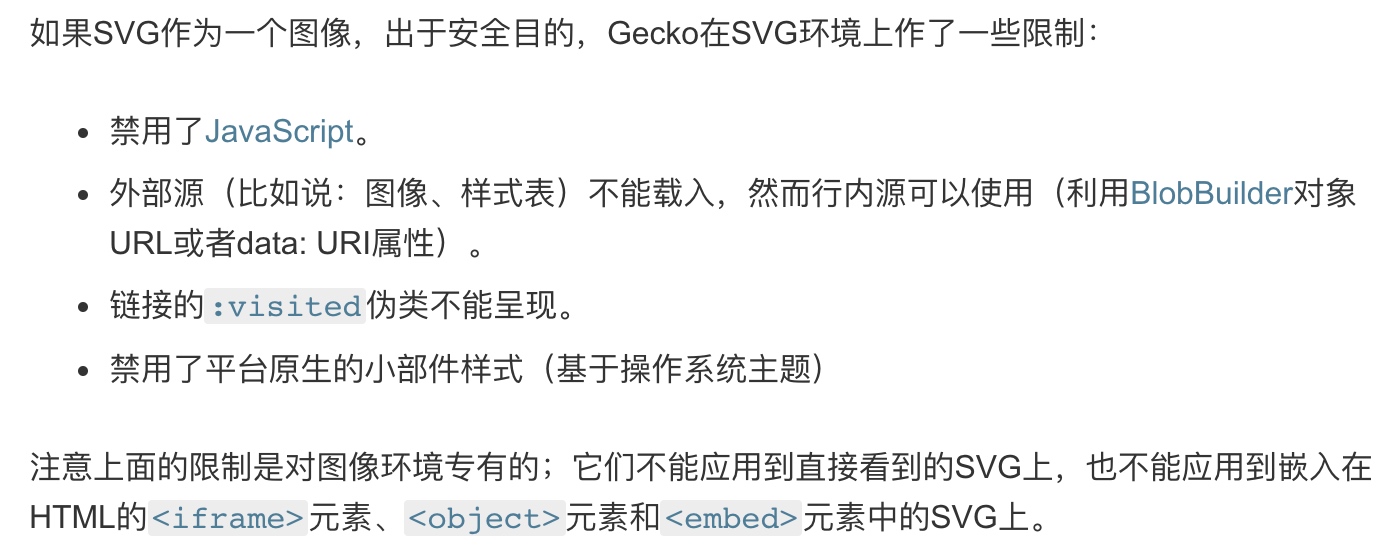 如果SVG作为一个图像，出于安全目的，Gecko在SVG环境上作了一些限制：
• 禁用了JavaScript。
• 外部源（比如说：图像、样式表）不能载入，然而行内源可以使用（利用BlobBuilder对象
URL或者data: URI属性）。
• 链接的:visited伪类不能呈现。
• 禁用了平台原生的小部件样式（基于操作系统主题）
注意上面的限制是对图像环境专有的；它们不能应用到直接看到的SVG上，也不能应用到嵌入在
HTML的<iframe>元素、<object>元素和<embed>元素中的SVG上。